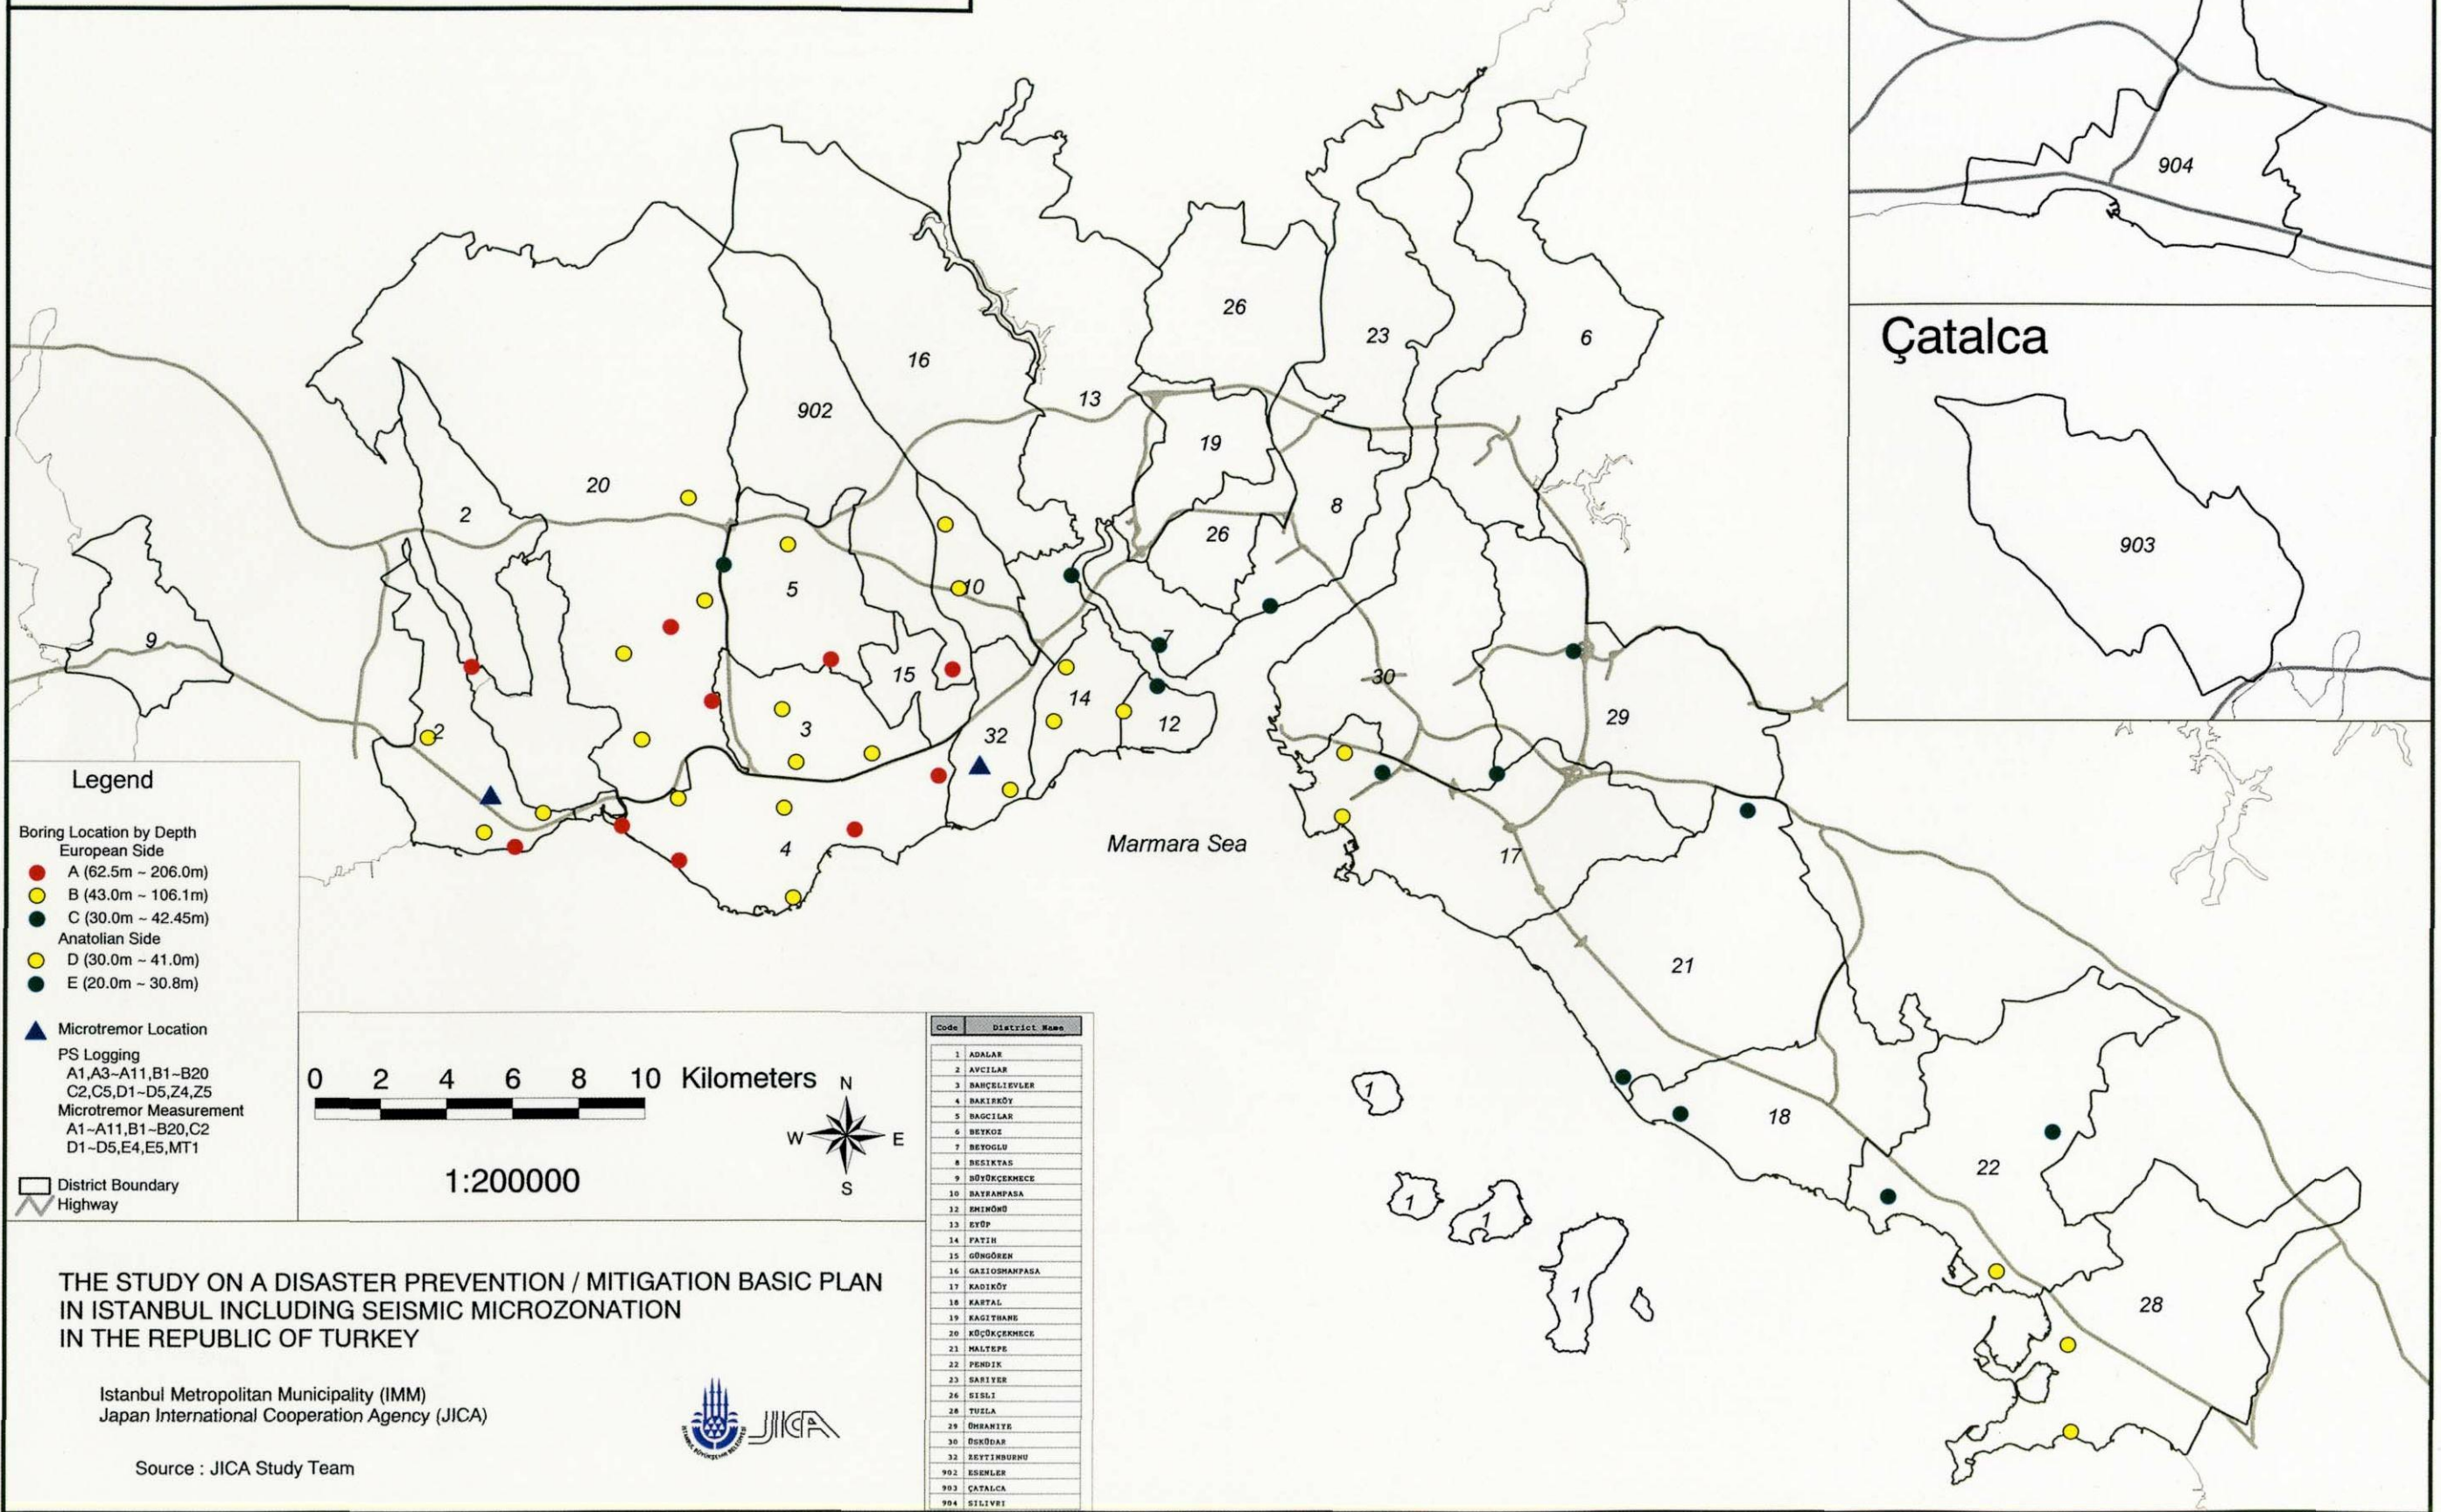 904
Çatalca
903
26
23
6
16
13
902
19
20
2
8
26
5
10
9
7
15
30
14
12
29
3
32
2
4
Marmara Sea
17
21
18
22
28
1
1
1
1
Legend
Boring Location by Depth
European Side
A (62.5m ~ 206.0m)
B (43.0m ~ 106.1m)
C (30.0m ~ 42.45m)
Anatolian Side
D (30.0m ~ 41.0m)
E (20.0m ~ 30.8m)
Microtremor Location
PS Logging
A1,A3~A11,B1~B20
C2,C5,D1~D5,Z4,Z5
Microtremor Measurement
A1~A11,B1~B20,C2
D1~D5,E4,E5,MT1
District Boundary
Highway
0 2 4 6 8 10 Kilometers
1:200000
N
W E
S
Code District Name
1 ADALAR
2 AVCILAR
3 BAHÇELIEVLER
4 BAKIRKÖY
5 BAGCILAR
6 BEYKOZ
7 BEYOGLU
8 BESIKTAS
9 BÜYÜKÇEKMECE
10 BAYRAMPASA
12 EMINÖNÜ
13 EYÜP
14 FATIH
15 GÜNGÖREN
16 GAZIOSMANPASA
17 KADIKÖY
18 KARTAL
19 KAGITHANE
20 KÜÇÜKÇEKMECE
21 MALTEPE
22 PENDIK
23 SARIYER
26 SISLI
28 TUZLA
29 ÜMRANIYE
30 ÜSKÜDAR
32 ZEYTINBURNU
902 ESENLER
903 ÇATALCA
904 SILIVRI
THE STUDY ON A DISASTER PREVENTION / MITIGATION BASIC PLAN
IN ISTANBUL INCLUDING SEISMIC MICROZONATION
IN THE REPUBLIC OF TURKEY
Istanbul Metropolitan Municipality (IMM)
Japan International Cooperation Agency (JICA)
JICA
Source : JICA Study Team